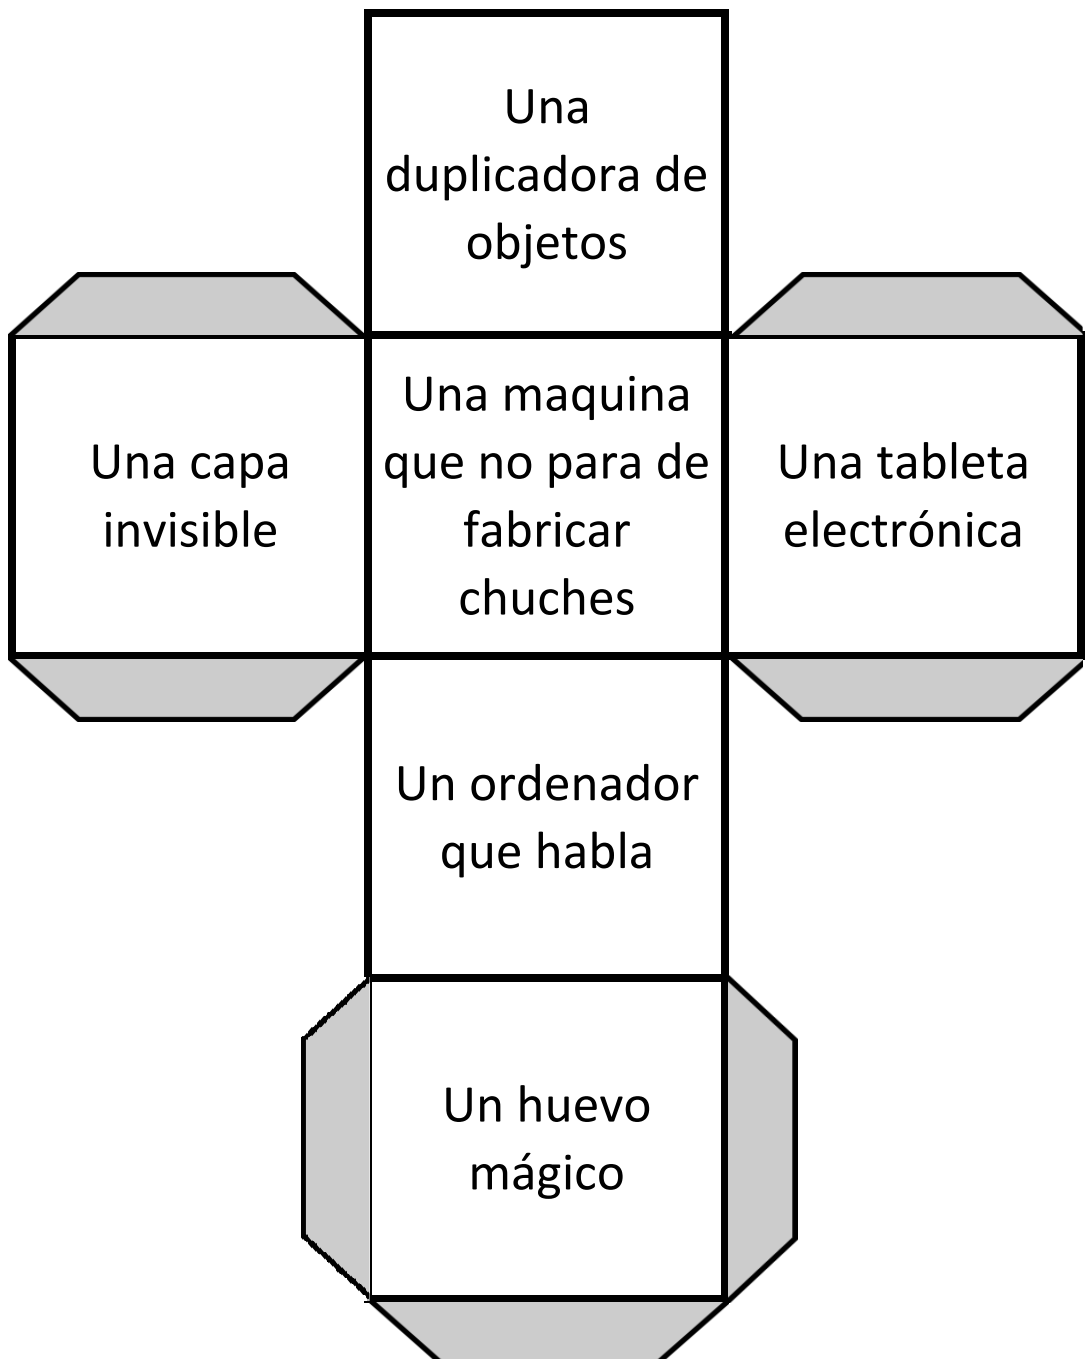 Una
duplicadora de
objetos
Una capa
invisible
Una maquina
que no para de
fabricar
chuches
Una tableta
electrónica
Un ordenador
que habla
Un huevo
mágico